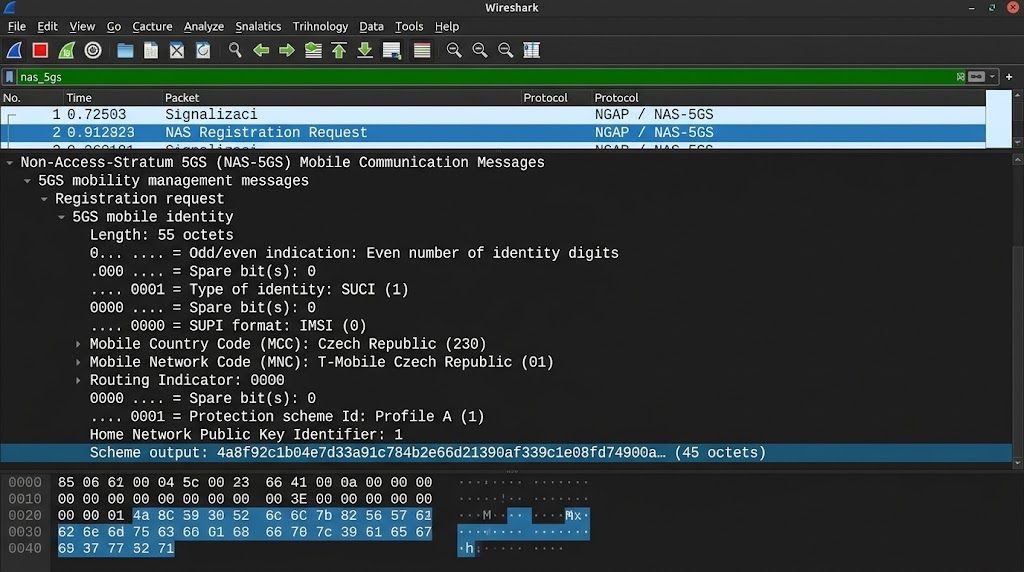 Wireshark
File Edit View Go Cacture Analyze Snalatics Trihnology Data Tools Help
nas_5gs
No. Time Packet Protocol Protocol
1 0.72503 Signalizaci NGAP / NAS-5GS
2 0.912823 NAS Registration Request NGAP / NAS-5GS
Non-Access-Stratum 5GS (NAS-5GS) Mobile Communication Messages
5GS mobility management messages
Registration request
5GS mobile identity
Length: 55 octets
0... .... = Odd/even indication: Even number of identity digits
.000 .... = Spare bit(s): 0
.... 0001 = Type of identity: SUCI (1)
0000 .... = Spare bit(s): 0
.... 0000 = SUPI format: IMSI (0)
Mobile Country Code (MCC): Czech Republic (230)
Mobile Network Code (MNC): T-Mobile Czech Republic (01)
Routing Indicator: 0000
0000 .... = Spare bit(s): 0
.... 0001 = Protection scheme Id: Profile A (1)
Home Network Public Key Identifier: 1
Scheme output: 4a8f92c1b04e7d33a91c784b2e66d21390af339c1e08fd74900a… (45 octets)
0000 85 06 61 00 04 5c 00 23 66 41 00 0a 00 00 00
0010 00 00 00 00 00 00 00 00 00 3E 00 00 00 00 00
0020 00 00 01 4a 8C 39 30 52 6c 6C 7b 82 56 57 61
0030 62 6e 6d 75 63 66 G1 68 66 70 7c 39 61 65 67
0040 69 37 77 52 71